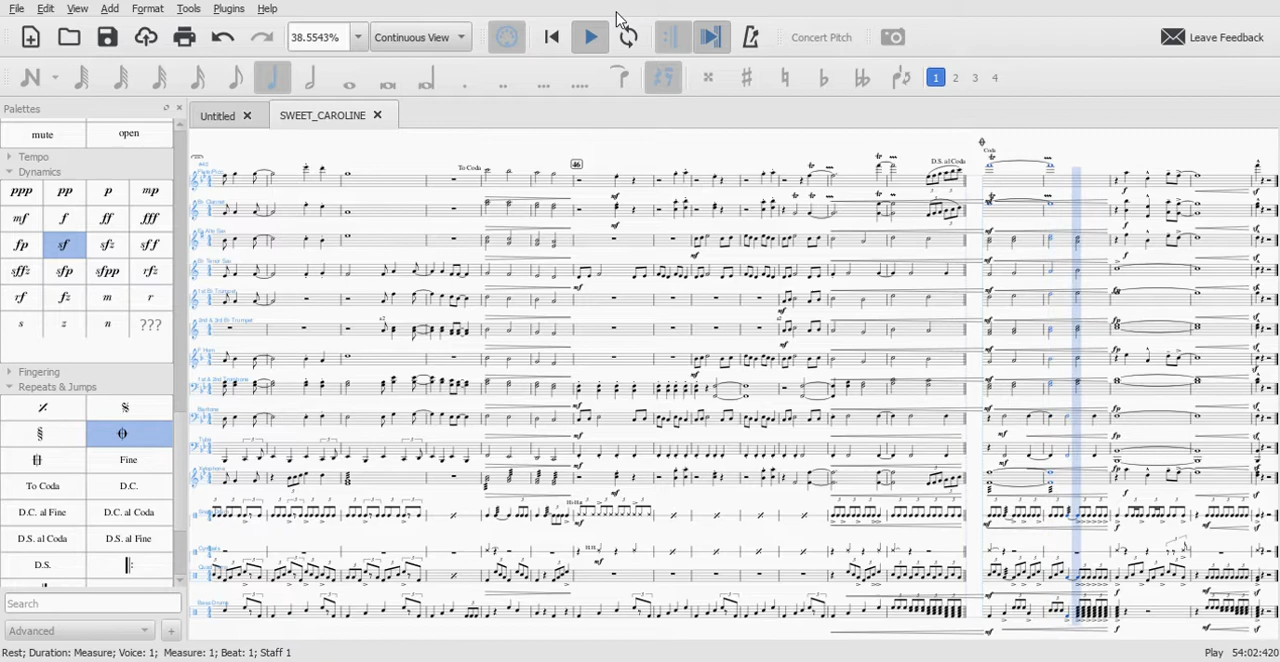 File Edit View Add Format Tools Plugins Help
38.5543% Continuous View Concert Pitch Leave Feedback
1 2 3 4
Palettes
Untitled SWEET_CAROLINE
mute open
Tempo
Dynamics
ppp pp p mp
mf f ff fff
fp sf sfz sff
sffz sfp sfpp rfz
rf fz m r
s z n ???
Fingering
Repeats & Jumps
Fine
To Coda D.C.
D.C. al Fine D.C. al Coda
D.S. al Coda D.S. al Fine
D.S.
Search
Advanced +
To Coda 46 D.S. al Coda Coda
Rest; Duration: Measure; Voice: 1; Measure: 1; Beat: 1; Staff 1 Play 54:02:420